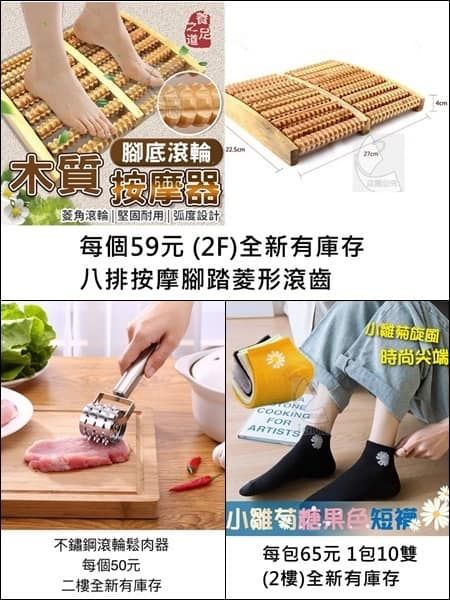 養足
之道
腳底滾輪
木質按摩器
菱角滾輪||堅固耐用||弧度設計
22.5cm
27cm
4cm
每個59元 (2F)全新有庫存
八排按摩腳踏菱形滾齒
不鏽鋼滾輪鬆肉器
每個50元
二樓全新有庫存
小雛菊旋風
時尚尖端
COOKING
FOR
ARTISTS
小雛菊糖果色短襪
每包65元 1包10雙
(2樓)全新有庫存